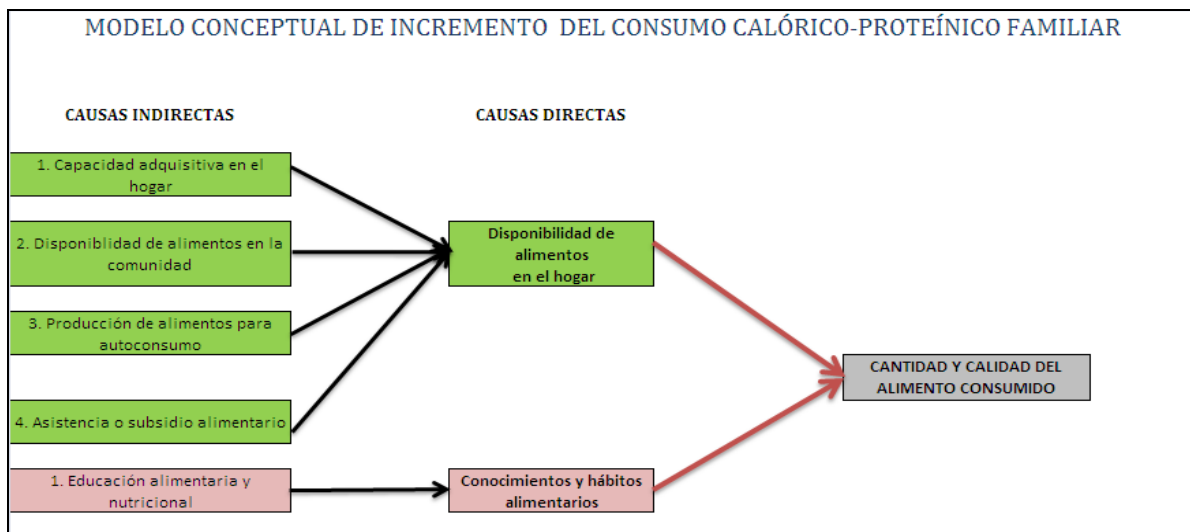 MODELO CONCEPTUAL DE INCREMENTO DEL CONSUMO CALÓRICO-PROTEÍNICO FAMILIAR
CAUSAS INDIRECTAS
CAUSAS DIRECTAS
1. Capacidad adquisitiva en el
hogar
2. Disponiblidad de alimentos en la
comunidad
3. Producción de alimentos para
autoconsumo
4. Asistencia o subsidio alimentario
1. Educación alimentaria y
nutricional
Disponibilidad de
alimentos
en el hogar
Conocimientos y hábitos
alimentarios
CANTIDAD Y CALIDAD DEL
ALIMENTO CONSUMIDO